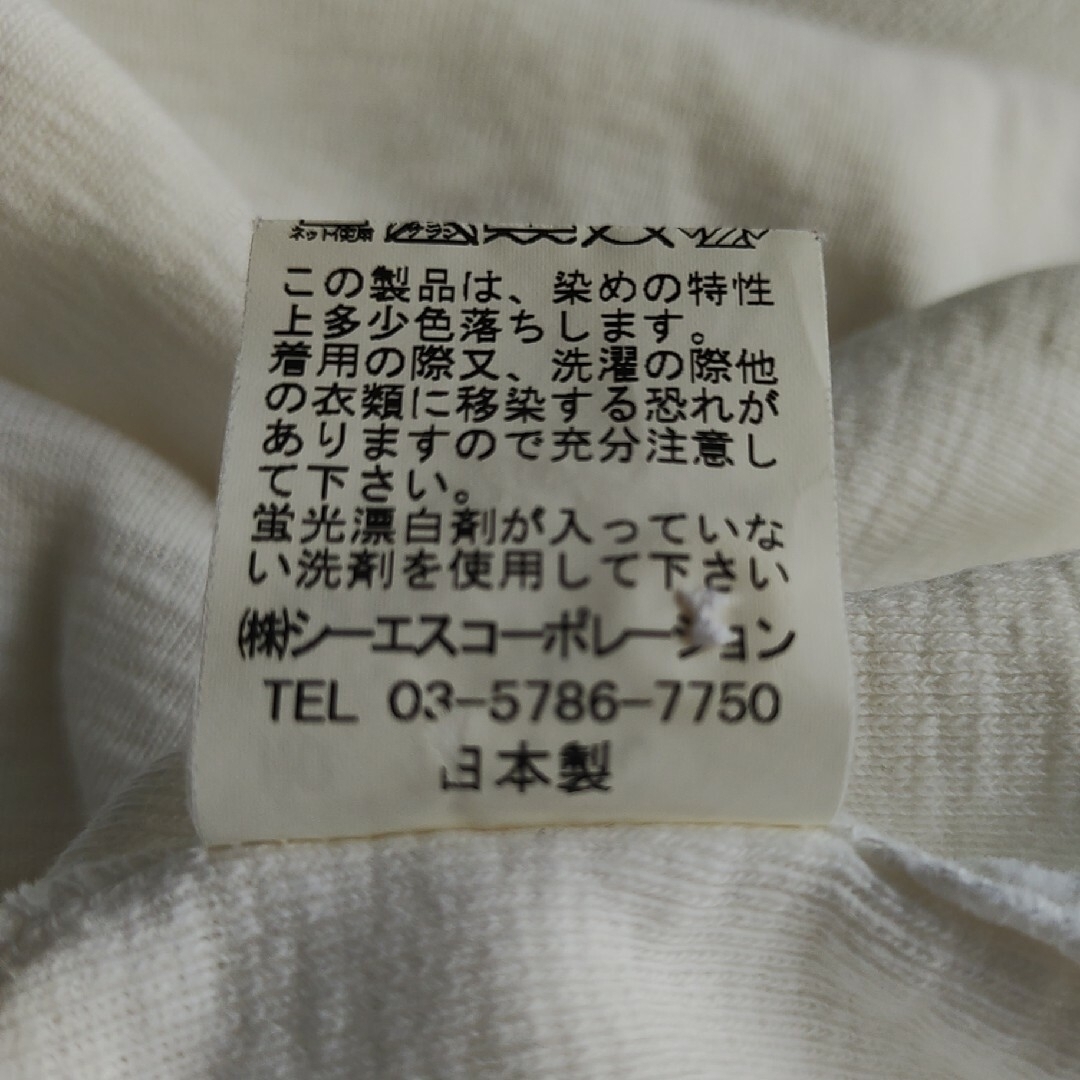 ネット使用
この製品は、染めの特性
上多少色落ちします。
着用の際又、洗濯の際他
の衣類に移染する恐れが
ありますので充分注意し
て下さい。
蛍光漂白剤が入っていな
い洗剤を使用して下さい
㈱シーエスコーポレーション
TEL 03-5786-7750
日本製